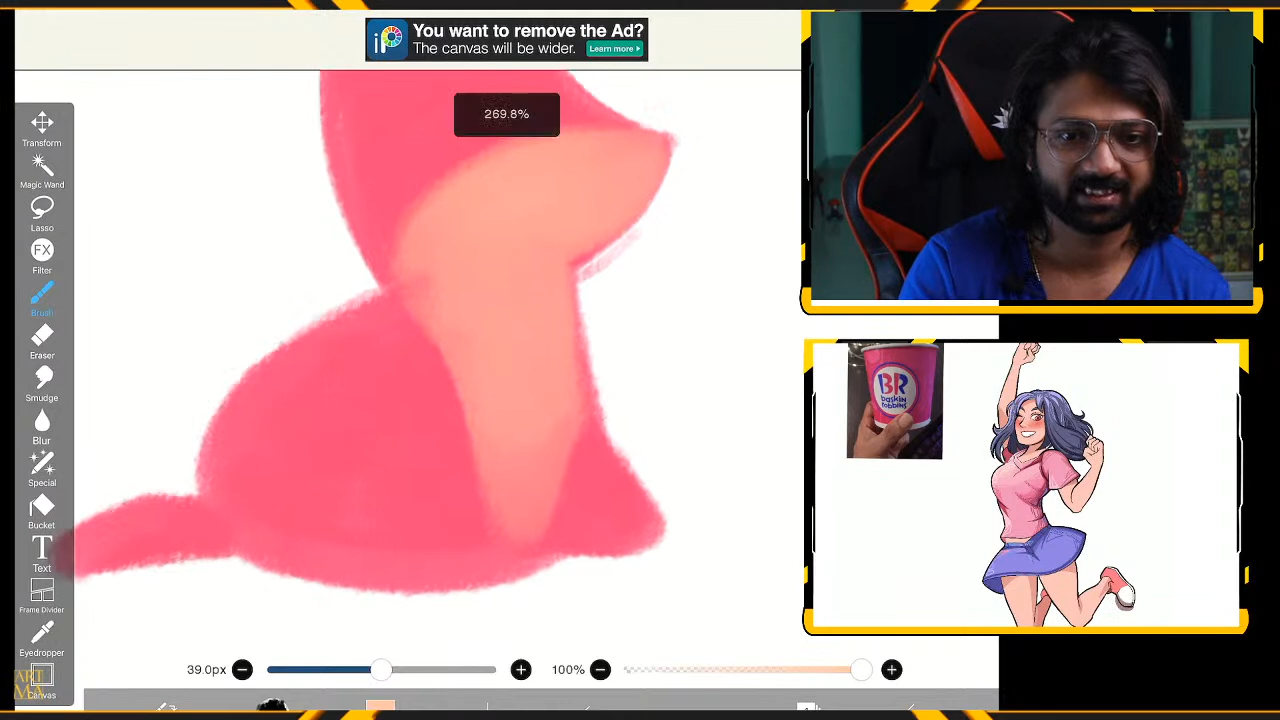 You want to remove the Ad?
The canvas will be wider.
Learn more
iP
269.8%
Transform
Magic Wand
Lasso
FX
Filter
Brush
Eraser
Smudge
Blur
Special
Bucket
T
Text
Frame Divider
Eyedropper
Canvas
ART
39.0px
100%
BR
baskin
robbins